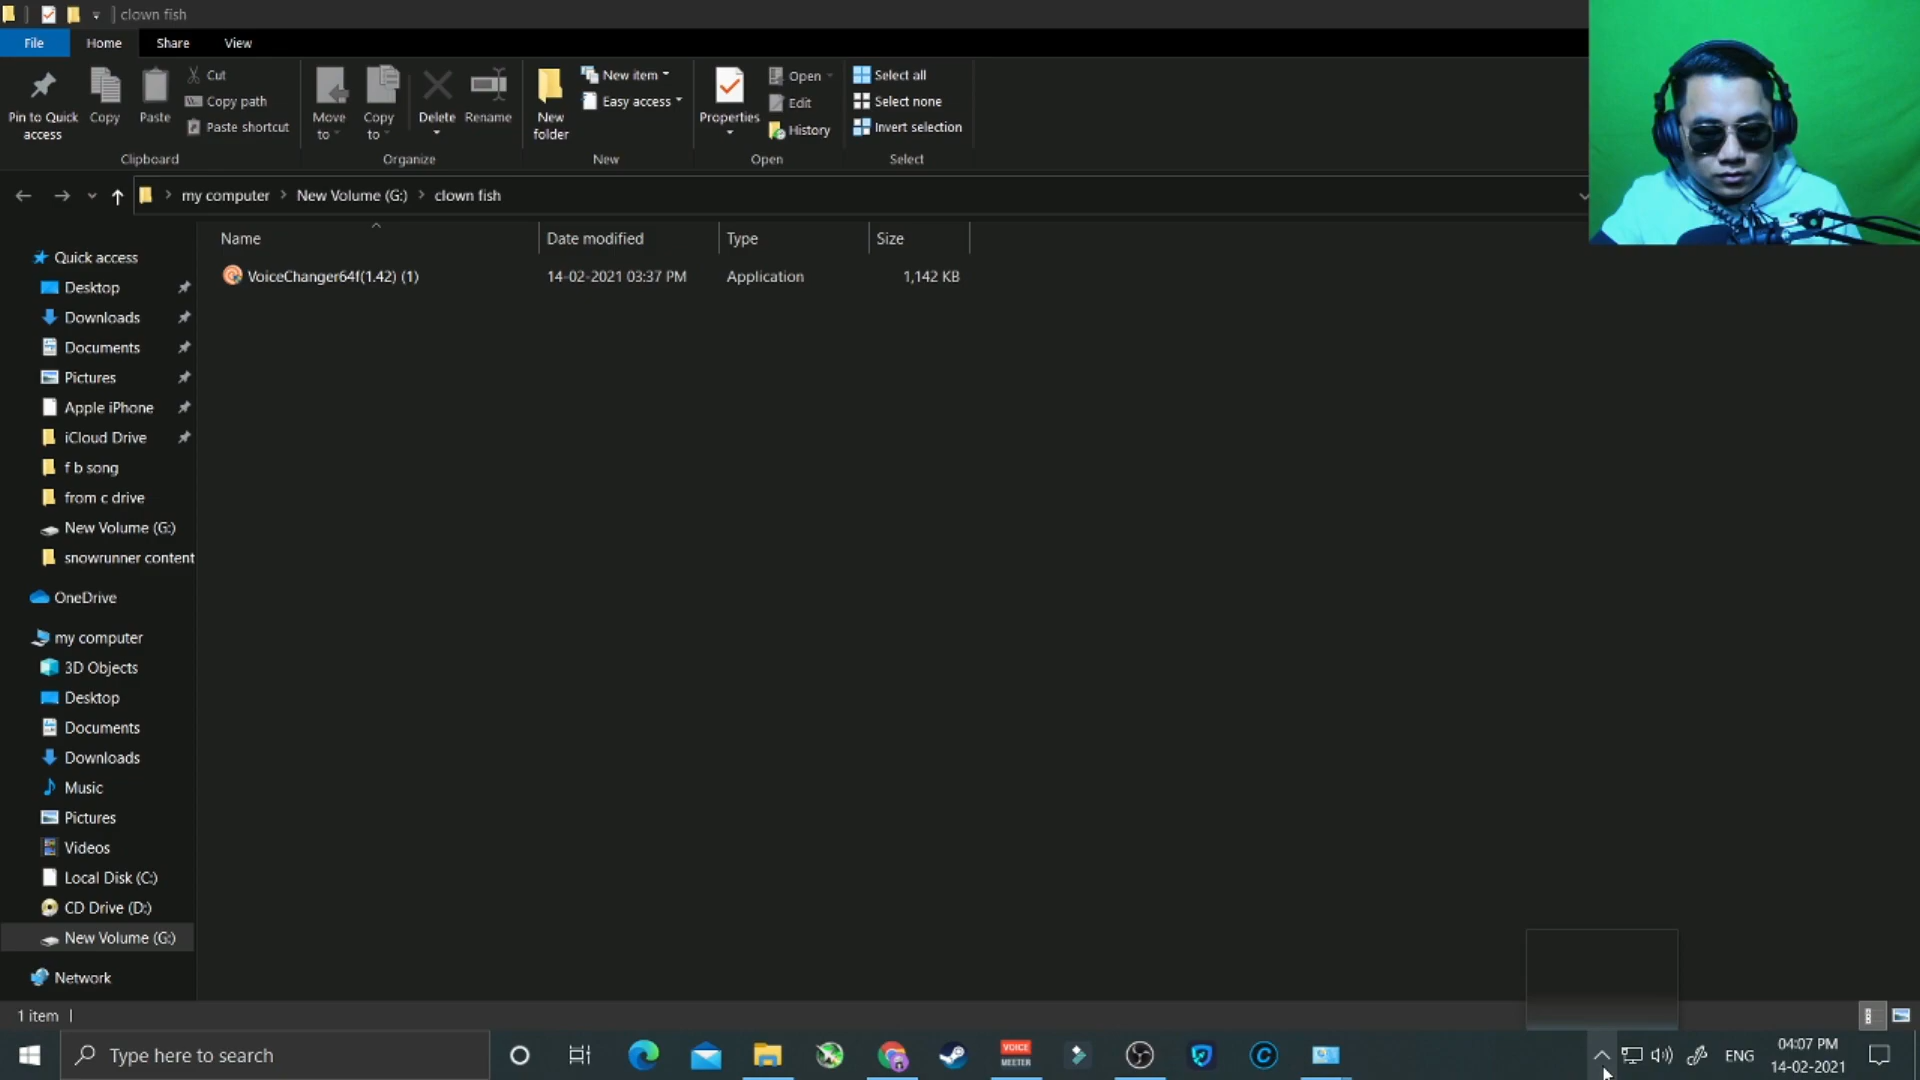 clown fish
File Home Share View
Pin to Quick access
Copy
Paste
Cut
Copy path
Paste shortcut
Clipboard
Move to
Copy to
Delete
Rename
Organize
New folder
New item
Easy access
New
Properties
Open
Edit
History
Open
Select all
Select none
Invert selection
Select
my computer > New Volume (G:) > clown fish
Name Date modified Type Size
VoiceChanger64f(1.42) (1) 14-02-2021 03:37 PM Application 1,142 KB
Quick access
Desktop
Downloads
Documents
Pictures
Apple iPhone
iCloud Drive
f b song
from c drive
New Volume (G:)
snowrunner content
OneDrive
my computer
3D Objects
Desktop
Documents
Downloads
Music
Pictures
Videos
Local Disk (C:)
CD Drive (D:)
New Volume (G:)
Network
1 item
Type here to search
VOICE
MEETER
ENG
04:07 PM
14-02-2021